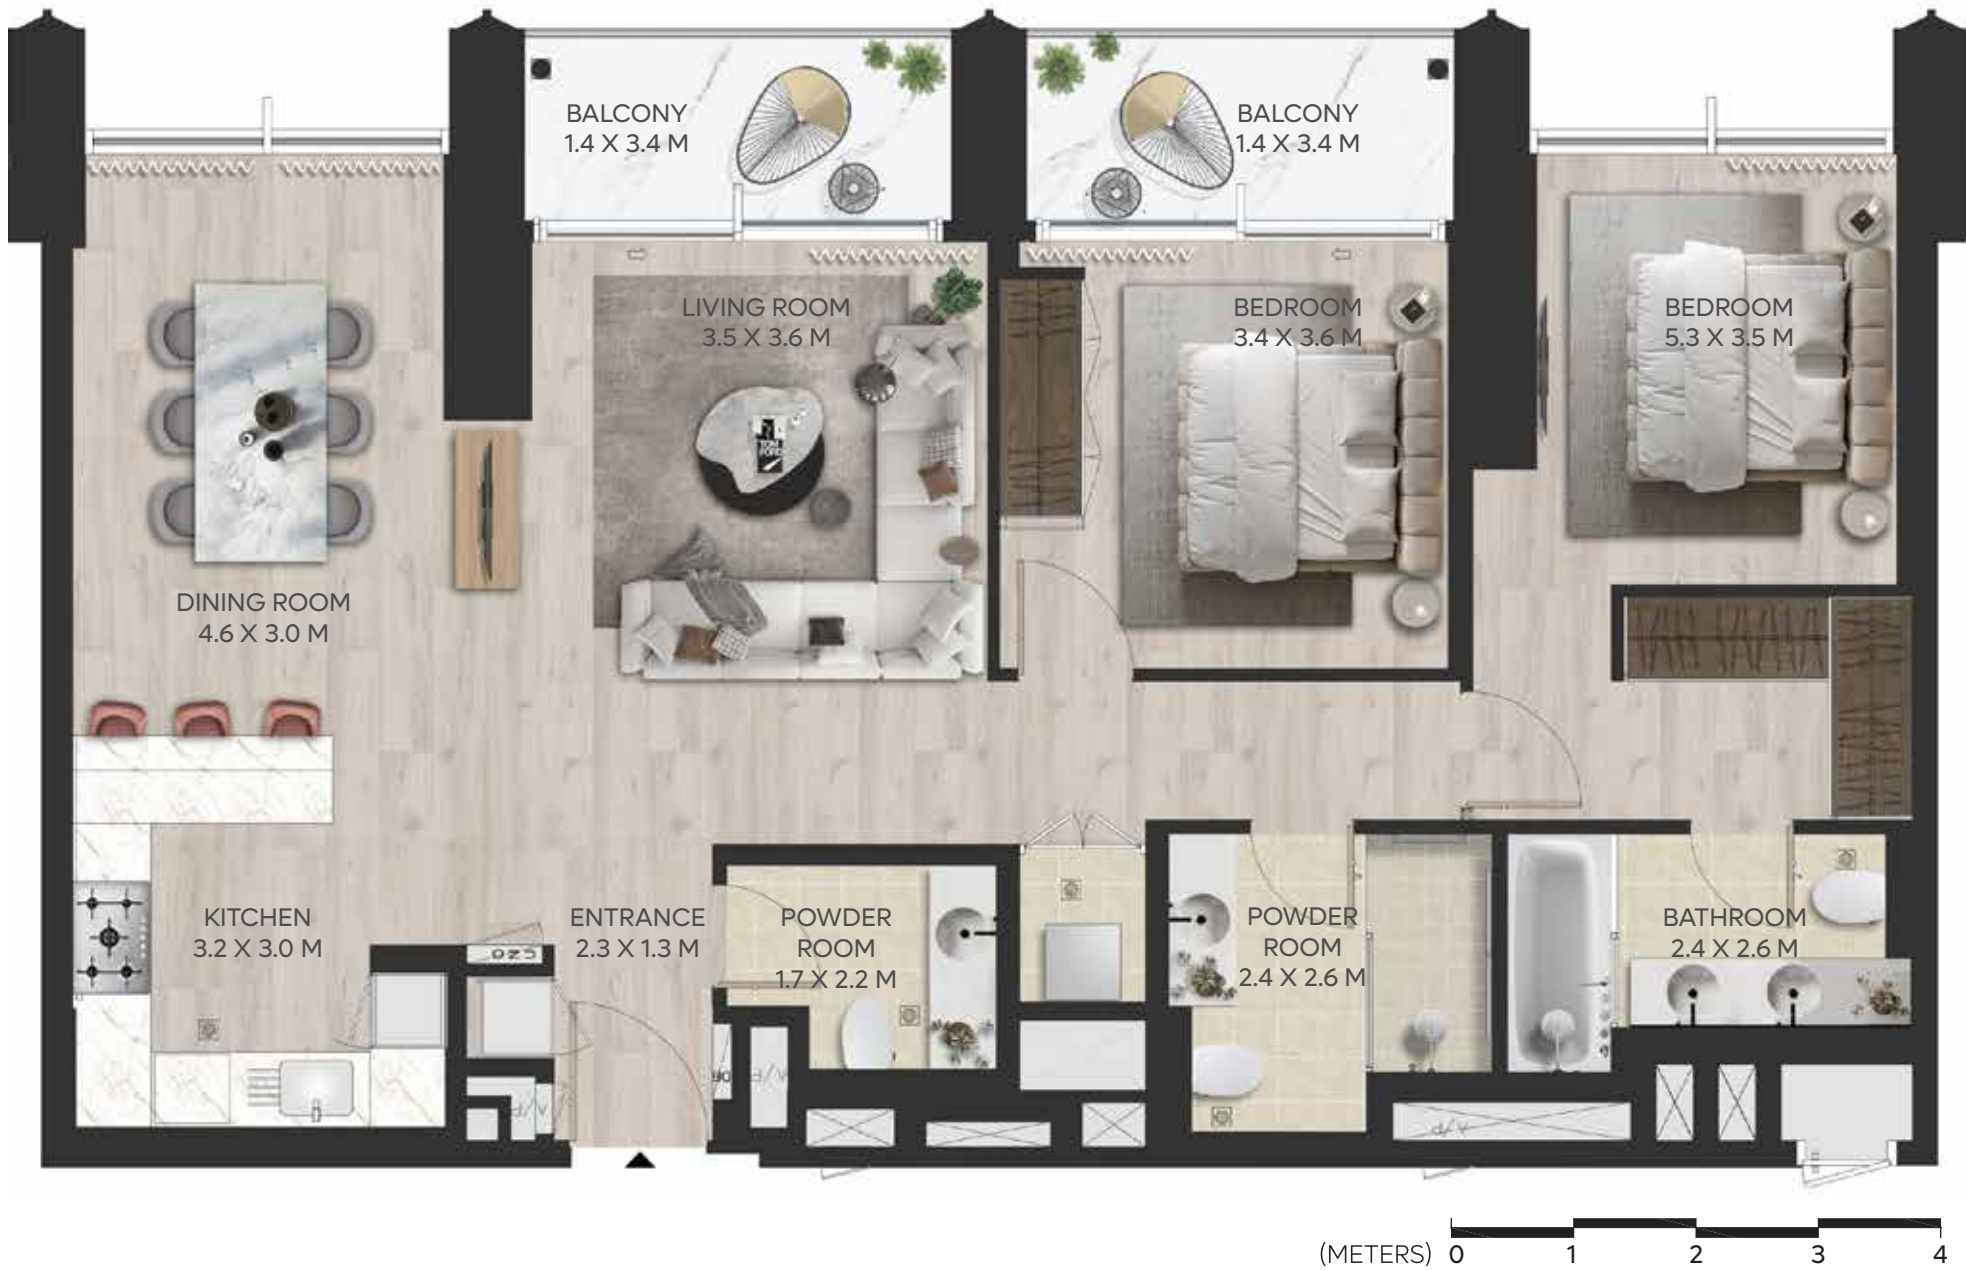 BALCONY
1.4 X 3.4 M
BALCONY
1.4 X 3.4 M
LIVING ROOM
3.5 X 3.6 M
BEDROOM
3.4 X 3.6 M
BEDROOM
5.3 X 3.5 M
TOM
FORD
DINING ROOM
4.6 X 3.0 M
KITCHEN
3.2 X 3.0 M
ENTRANCE
2.3 X 1.3 M
POWDER
ROOM
1.7 X 2.2 M
POWDER
ROOM
2.4 X 2.6 M
BATHROOM
2.4 X 2.6 M
A/P
A/P
A/P
(METERS) 0 1 2 3 4